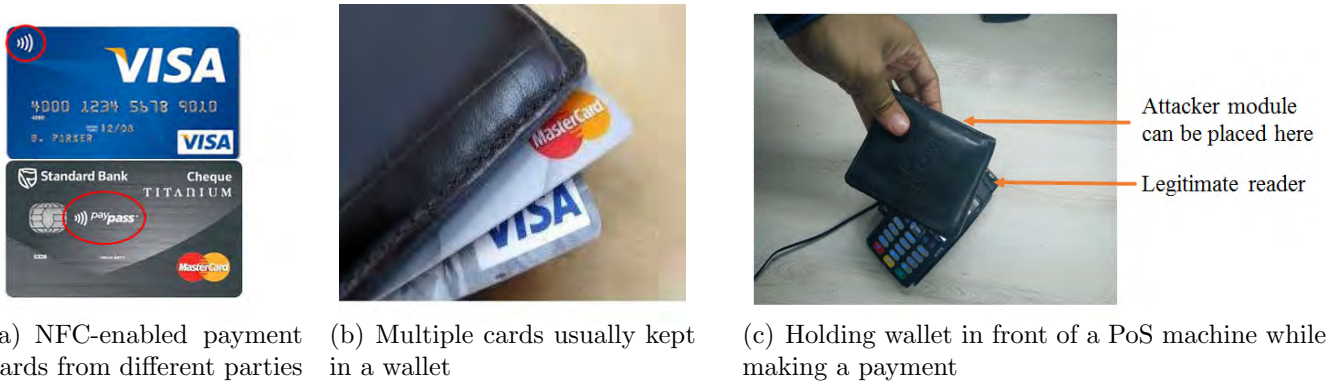 VISA
4000 1234 5678 9010
4000
12/08
B. PARKER
VISA
Standard Bank
Cheque
TITANIUM
paypass
MasterCard
MasterCard
VISA
Attacker module
can be placed here
Legitimate reader
a) NFC-enabled payment
ards from different parties
(b) Multiple cards usually kept
in a wallet
(c) Holding wallet in front of a PoS machine while
making a payment